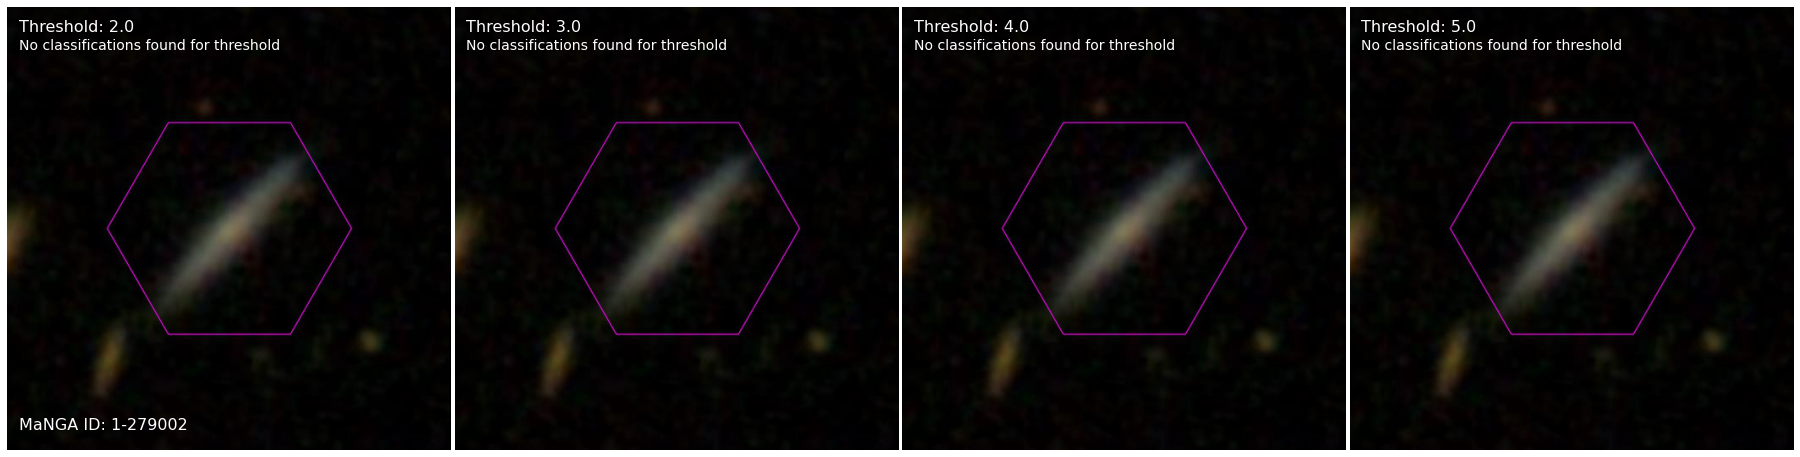 Threshold: 2.0
No classifications found for threshold
MaNGA ID: 1-279002
Threshold: 3.0
No classifications found for threshold
Threshold: 4.0
No classifications found for threshold
Threshold: 5.0
No classifications found for threshold